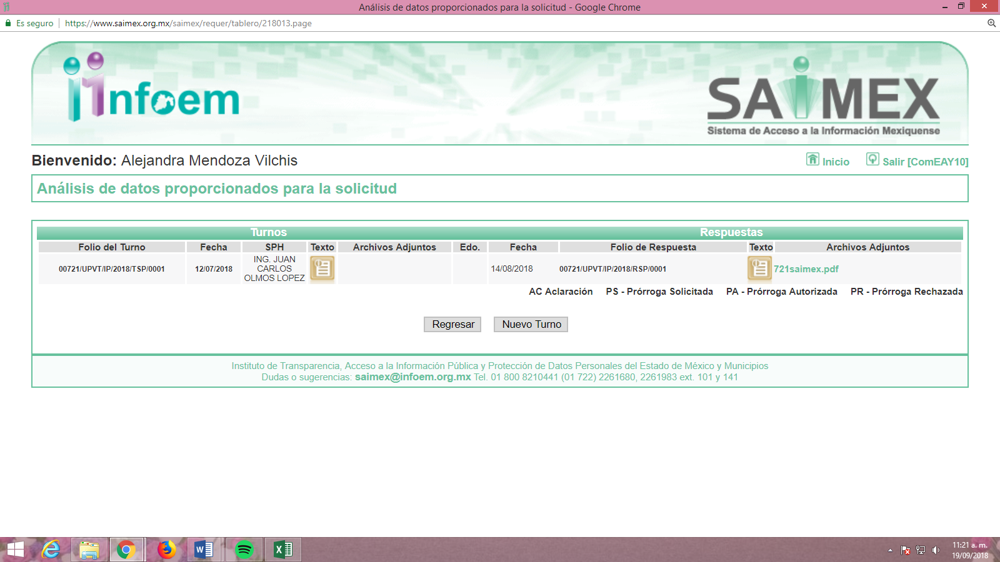 Análisis de datos proporcionados para la solicitud - Google Chrome
Es seguro | https://www.saimex.org.mx/saimex/requer/tablero/218013.page
infoem
SAIMEX
Sistema de Acceso a la Información Mexiquense
Bienvenido: Alejandra Mendoza Vilchis
Inicio Salir [ComEAY10]
Análisis de datos proporcionados para la solicitud
Turnos Respuestas
Folio del Turno Fecha SPH Texto Archivos Adjuntos Edo. Fecha Folio de Respuesta Texto Archivos Adjuntos
00721/UPVT/IP/2018/TSP/0001 12/07/2018 ING. JUAN CARLOS OLMOS LOPEZ 14/08/2018 00721/UPVT/IP/2018/RSP/0001 721saimex.pdf
AC Aclaración PS - Prórroga Solicitada PA - Prórroga Autorizada PR - Prórroga Rechazada
Regresar Nuevo Turno
Instituto de Transparencia, Acceso a la Información Pública y Protección de Datos Personales del Estado de México y Municipios
Dudas o sugerencias: saimex@infoem.org.mx Tel. 01 800 8210441 (01 722) 2261680, 2261983 ext. 101 y 141
11:21 a. m.
19/09/2018